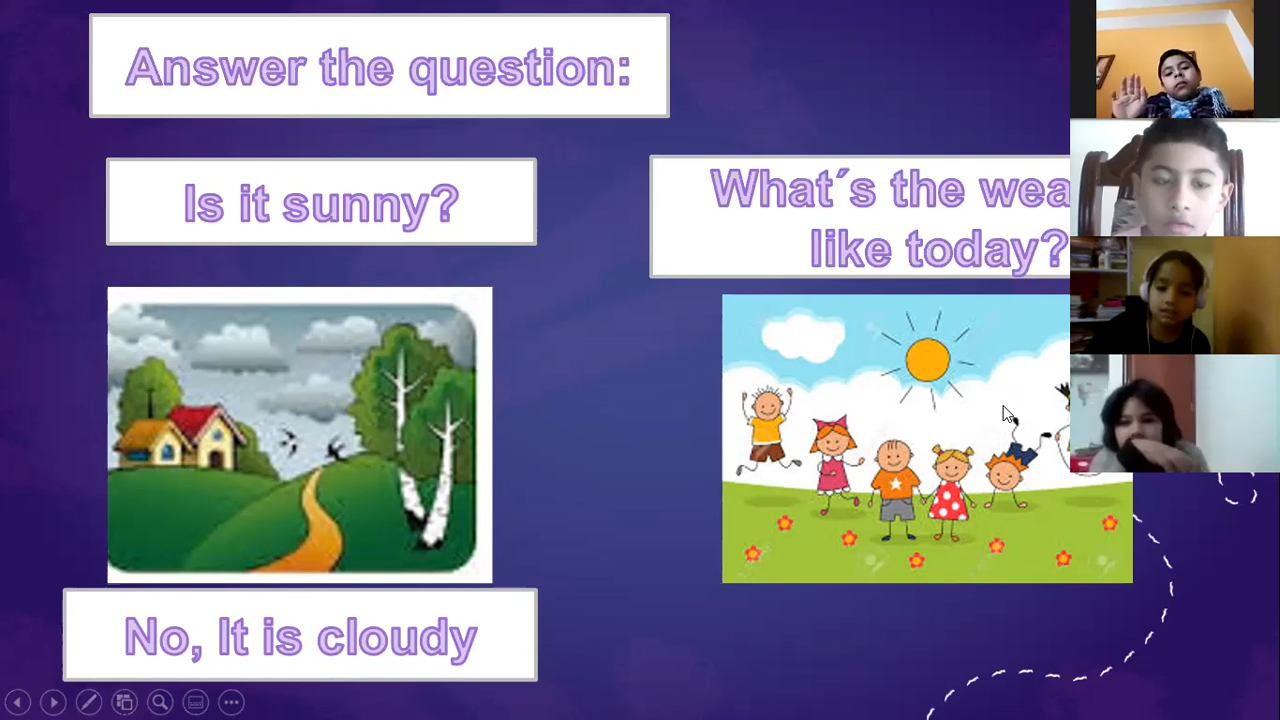 Answer the question:
Is it sunny?
What´s the wea
like today?
No, It is cloudy